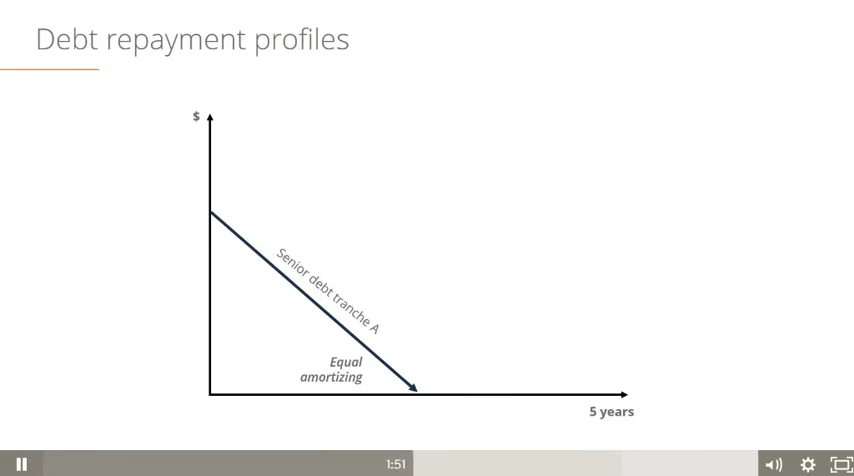 Debt repayment profiles
$
Senior debt tranche A
Equal
amortizing
5 years
1:51